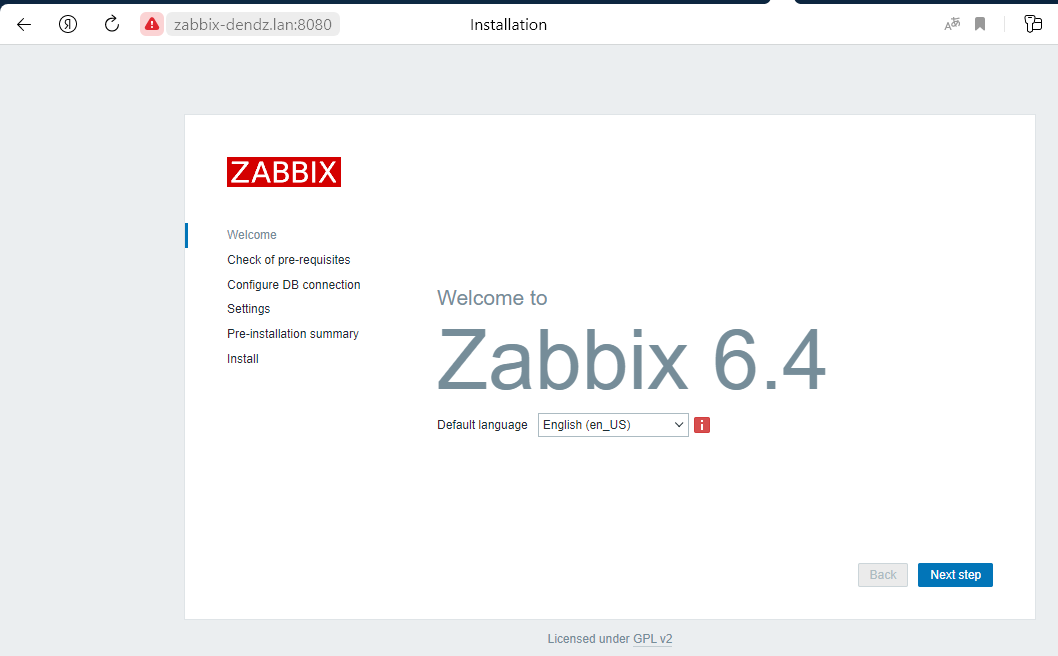 zabbix-dendz.lan:8080
Installation
ZABBIX
Welcome
Check of pre-requisites
Configure DB connection
Settings
Pre-installation summary
Install
Welcome to
Zabbix 6.4
Default language English (en_US)
Back Next step
Licensed under GPL v2